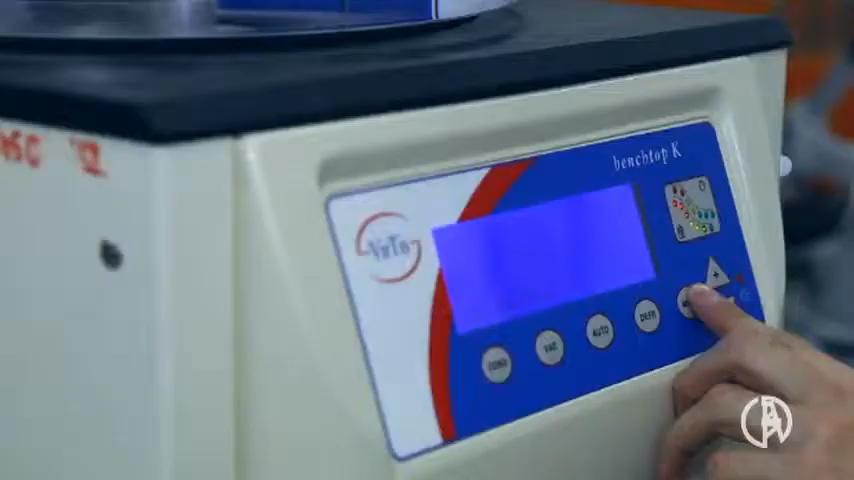 benchtop K
VirTis
COND
VAC
AUTO
DEFR
+